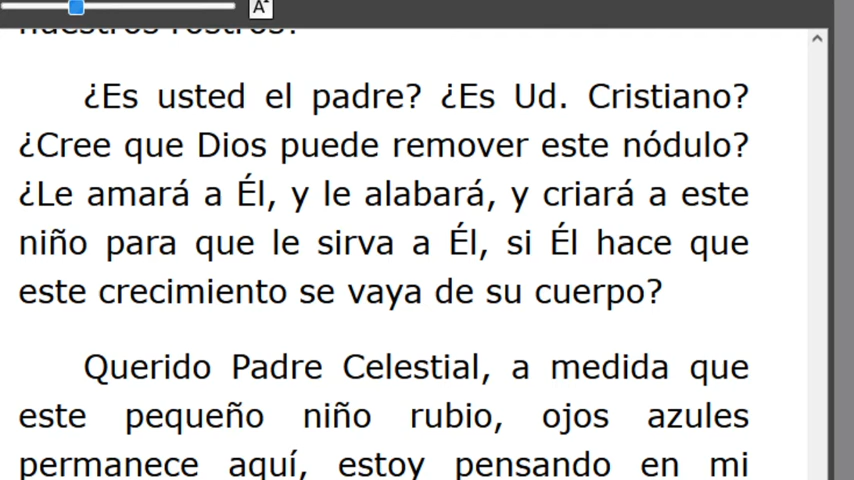 nuestros rostros?
¿Es usted el padre? ¿Es Ud. Cristiano?
¿Cree que Dios puede remover este nódulo?
¿Le amará a Él, y le alabará, y criará a este
niño para que le sirva a Él, si Él hace que
este crecimiento se vaya de su cuerpo?
Querido Padre Celestial, a medida que
este pequeño niño rubio, ojos azules
permanece aquí, estoy pensando en mi